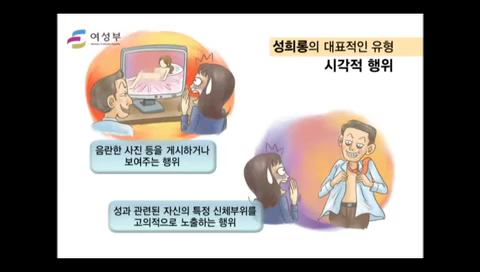 여성부
성희롱의 대표적인 유형
시각적 행위
음란한 사진 등을 게시하거나
보여주는 행위
성과 관련된 자신의 특정 신체부위를
고의적으로 노출하는 행위